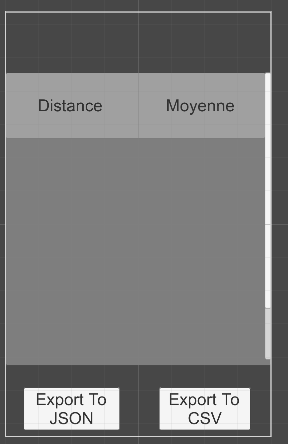 Distance Moyenne
Export To Export To
JSON CSV